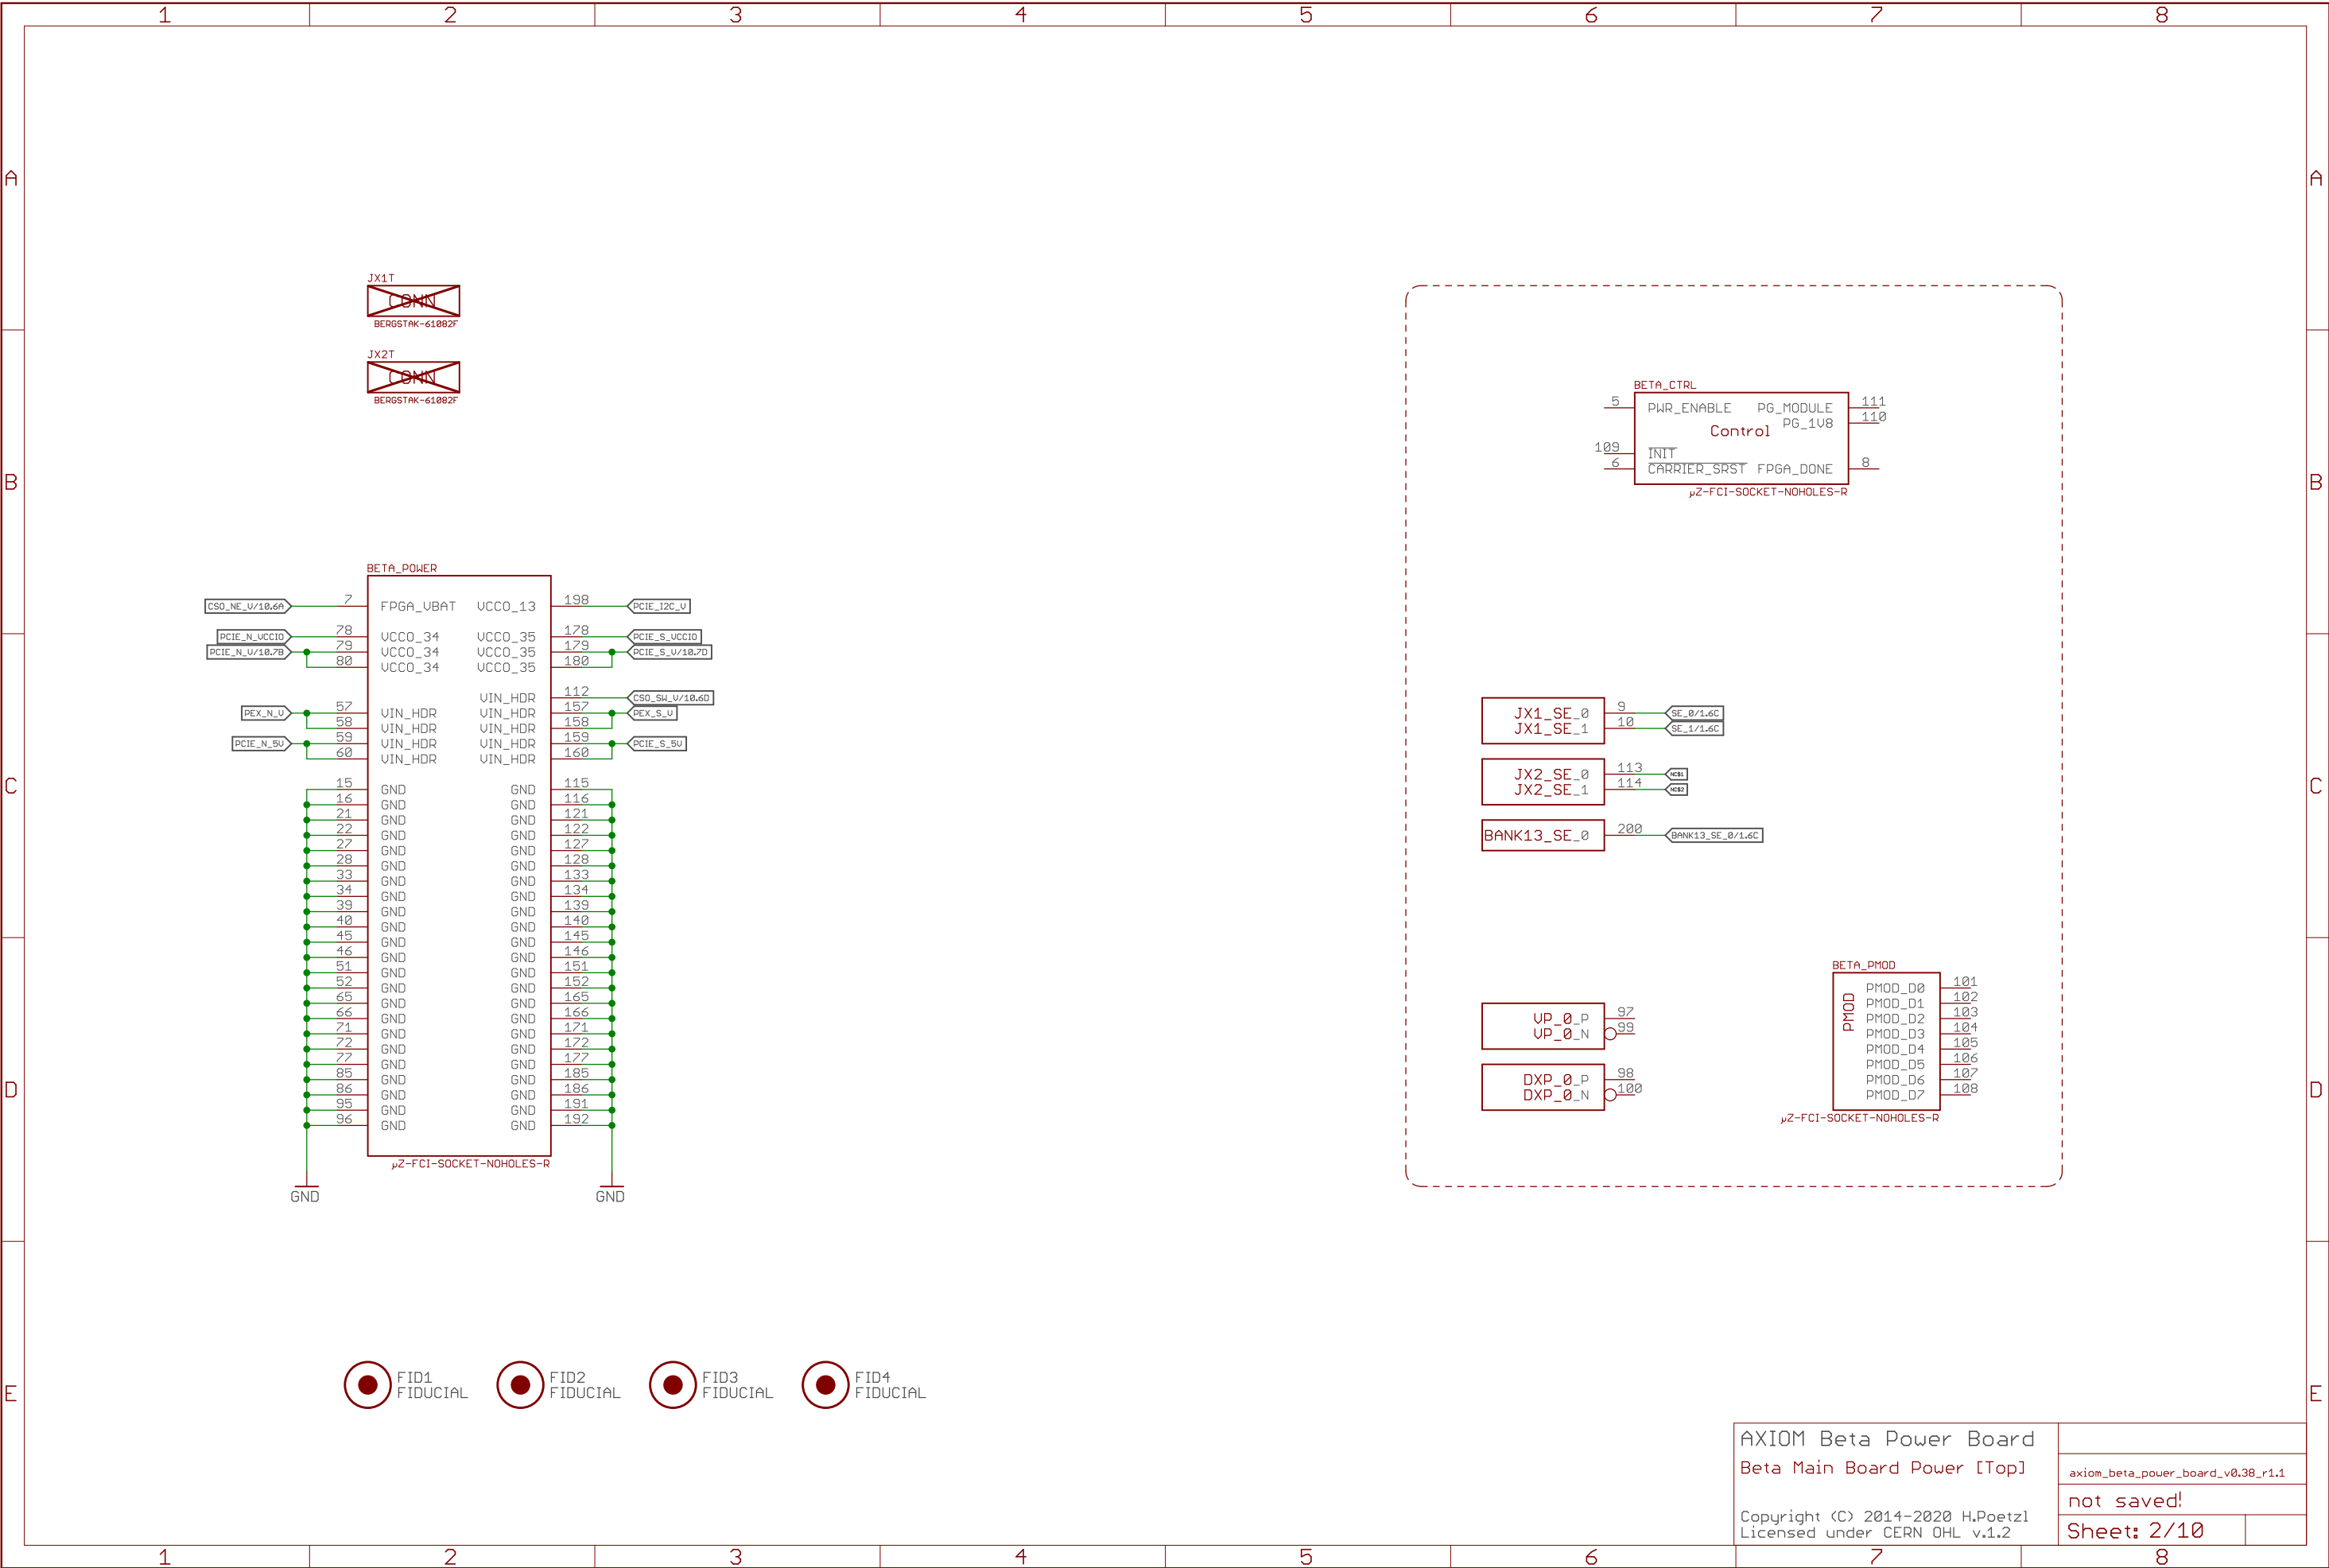 1 2 3 4 5 6 7 8
A A
JX1T
CONN
BERGSTAK-61082F
JX2T
CONN
BERGSTAK-61082F
B B
BETA_CTRL
5 PWR_ENABLE PG_MODULE 111
PG_1V8 110
Control
109 INIT
6 CARRIER_SRST FPGA_DONE 8
µZ-FCI-SOCKET-NOHOLES-R
BETA_POWER
CSO_NE_V/10.6A 7 FPGA_VBAT VCCO_13 198 PCIE_I2C_V
PCIE_N_VCCIO 78 VCCO_34 VCCO_35 178 PCIE_S_VCCIO
PCIE_N_V/10.7B 79 VCCO_34 VCCO_35 179 PCIE_S_V/10.7D
80 VCCO_34 VCCO_35 180
VIN_HDR 112 CSO_SW_V/10.6D
PEX_N_V 57 VIN_HDR VIN_HDR 157 PEX_S_V
58 VIN_HDR VIN_HDR 158
PCIE_N_5V 59 VIN_HDR VIN_HDR 159 PCIE_S_5V
60 VIN_HDR VIN_HDR 160
15 GND GND 115
16 GND GND 116
21 GND GND 121
22 GND GND 122
27 GND GND 127
28 GND GND 128
33 GND GND 133
34 GND GND 134
39 GND GND 139
40 GND GND 140
45 GND GND 145
46 GND GND 146
51 GND GND 151
52 GND GND 152
65 GND GND 165
66 GND GND 166
71 GND GND 171
72 GND GND 172
77 GND GND 177
85 GND GND 185
86 GND GND 186
95 GND GND 191
96 GND GND 192
µZ-FCI-SOCKET-NOHOLES-R
GND GND
JX1_SE_0 9 SE_0/1.6C
JX1_SE_1 10 SE_1/1.6C
C C
JX2_SE_0 113 NC$1
JX2_SE_1 114 NC$2
BANK13_SE_0 200 BANK13_SE_0/1.6C
VP_0_P 97
VP_0_N 99
DXP_0_P 98
DXP_0_N 100
BETA_PMOD
PMOD
PMOD_D0 101
PMOD_D1 102
PMOD_D2 103
PMOD_D3 104
PMOD_D4 105
PMOD_D5 106
PMOD_D6 107
PMOD_D7 108
µZ-FCI-SOCKET-NOHOLES-R
D D
FID1
FIDUCIAL
FID2
FIDUCIAL
FID3
FIDUCIAL
FID4
FIDUCIAL
E E
AXIOM Beta Power Board
Beta Main Board Power [Top]
Copyright (C) 2014-2020 H.Poetzl
Licensed under CERN OHL v.1.2
axiom_beta_power_board_v0.38_r1.1
not saved!
Sheet: 2/10
1 2 3 4 5 6 7 8